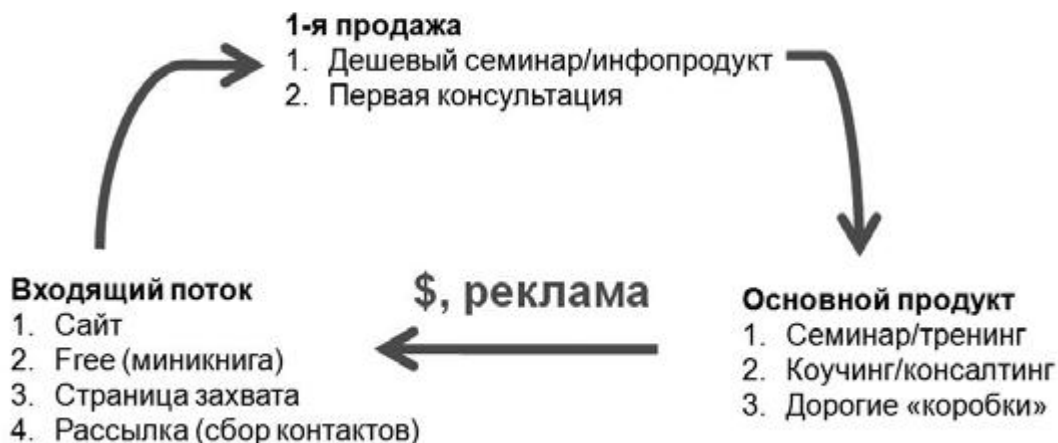 1-я продажа
1. Дешевый семинар/инфопродукт
2. Первая консультация
Входящий поток
1. Сайт
2. Free (миникнига)
3. Страница захвата
4. Рассылка (сбор контактов)
$, реклама
Основной продукт
1. Семинар/тренинг
2. Коучинг/консалтинг
3. Дорогие «коробки»